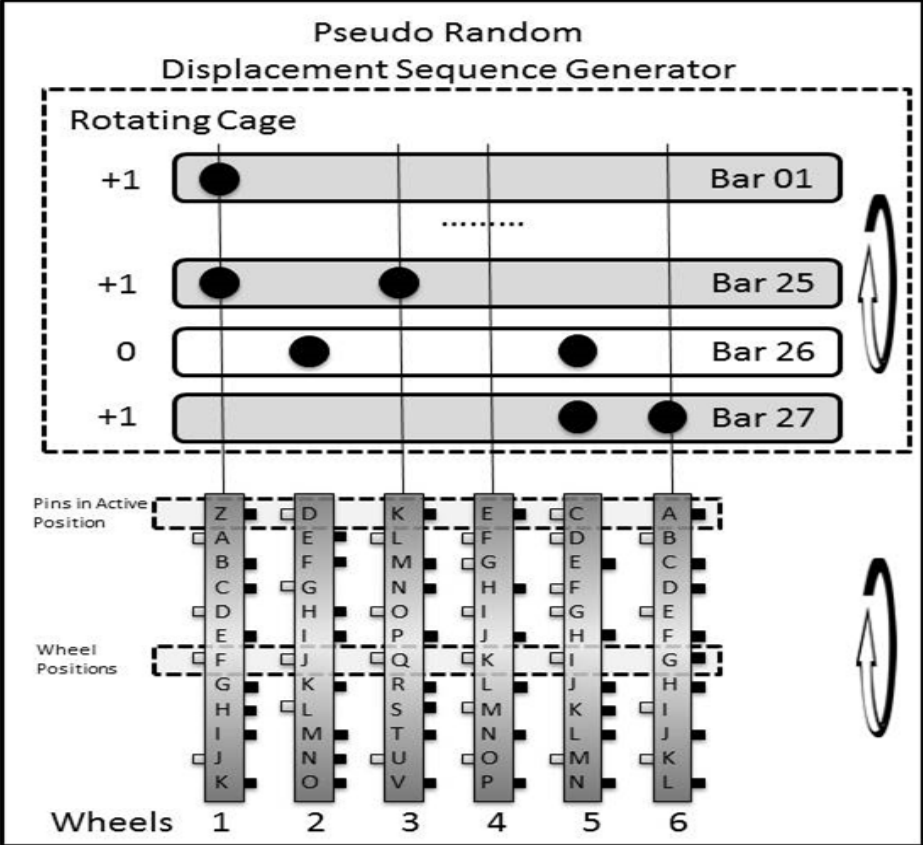 Pseudo Random
Displacement Sequence Generator
Rotating Cage
+1 Bar 01
.........
+1 Bar 25
0 Bar 26
+1 Bar 27
Pins in Active
Position
Z D K E C A
A E L F D B
B F M G E C
C G N H F D
D H O I G E
E I P J H F
Wheel
Positions
F J Q K I G
G K R L J H
H L S M K I
I M T N L J
J N U O M K
K O V P N L
Wheels 1 2 3 4 5 6